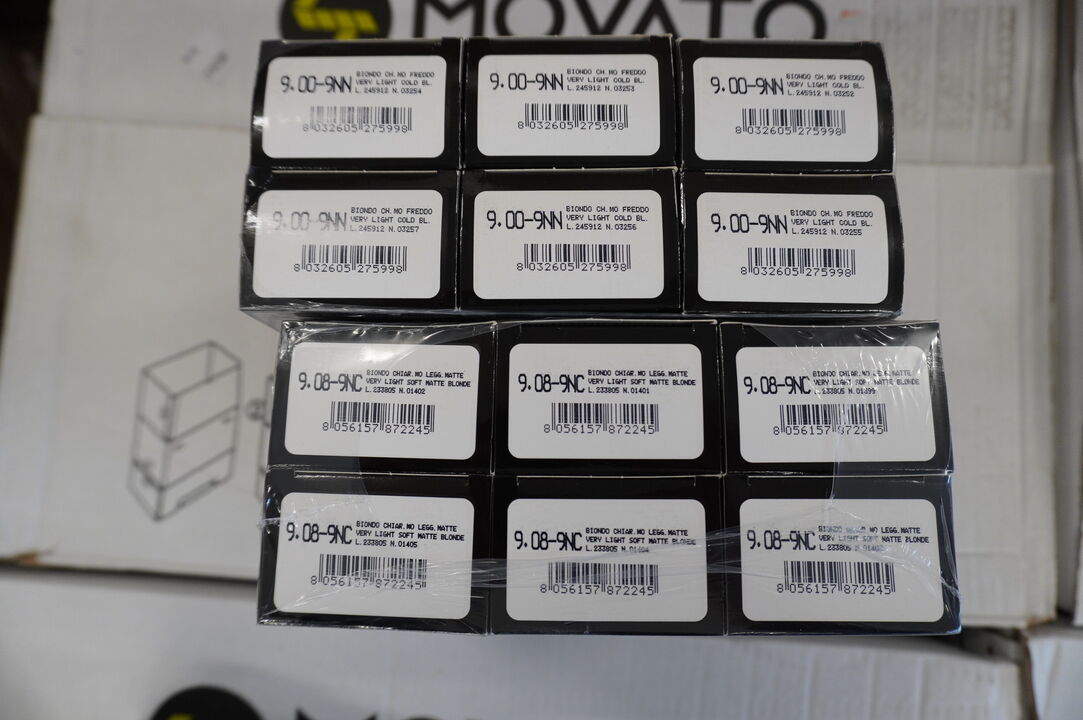 MOVATO
9.00-9NN BIONDO CH.MO FREDDO
VERY LIGHT COLD BL.
L.245912 N.03254
8 032605 275998
9.00-9NN BIONDO CH.MO FREDDO
VERY LIGHT COLD BL.
L.245912 N.03253
8 032605 275998
9.00-9NN BIONDO CH.MO FREDDO
VERY LIGHT COLD BL.
L.245912 N.03252
8 032605 275998
9.00-9NN BIONDO CH.MO FREDDO
VERY LIGHT COLD BL.
L.245912 N.03257
8 032605 275998
9.00-9NN BIONDO CH.MO FREDDO
VERY LIGHT COLD BL.
L.245912 N.03256
8 032605 275998
9.00-9NN BIONDO CH.MO FREDDO
VERY LIGHT COLD BL.
L.245912 N.03255
8 032605 275998
9.08-9NC BIONDO CHIAR.MO LEGG.MATTE
VERY LIGHT SOFT MATTE BLONDE
L.233805 N.01402
8 056157 872245
9.08-9NC BIONDO CHIAR.MO LEGG.MATTE
VERY LIGHT SOFT MATTE BLONDE
L.233805 N.01401
8 056157 872245
9.08-9NC BIONDO CHIAR.MO LEGG.MATTE
VERY LIGHT SOFT MATTE BLONDE
L.233805
8 056157 872245
9.08-9NC BIONDO CHIAR.MO LEGG.MATTE
VERY LIGHT SOFT MATTE BLONDE
L.233805 N.01405
8 056157 872245
9.08-9NC BIONDO CHIAR.MO LEGG.MATTE
VERY LIGHT SOFT MATTE BLONDE
L.233805
8 056157 872245
9.08-9NC BIONDO CHIAR.MO LEGG.MATTE
VERY LIGHT SOFT MATTE BLONDE
L.233805
8 056157 872245